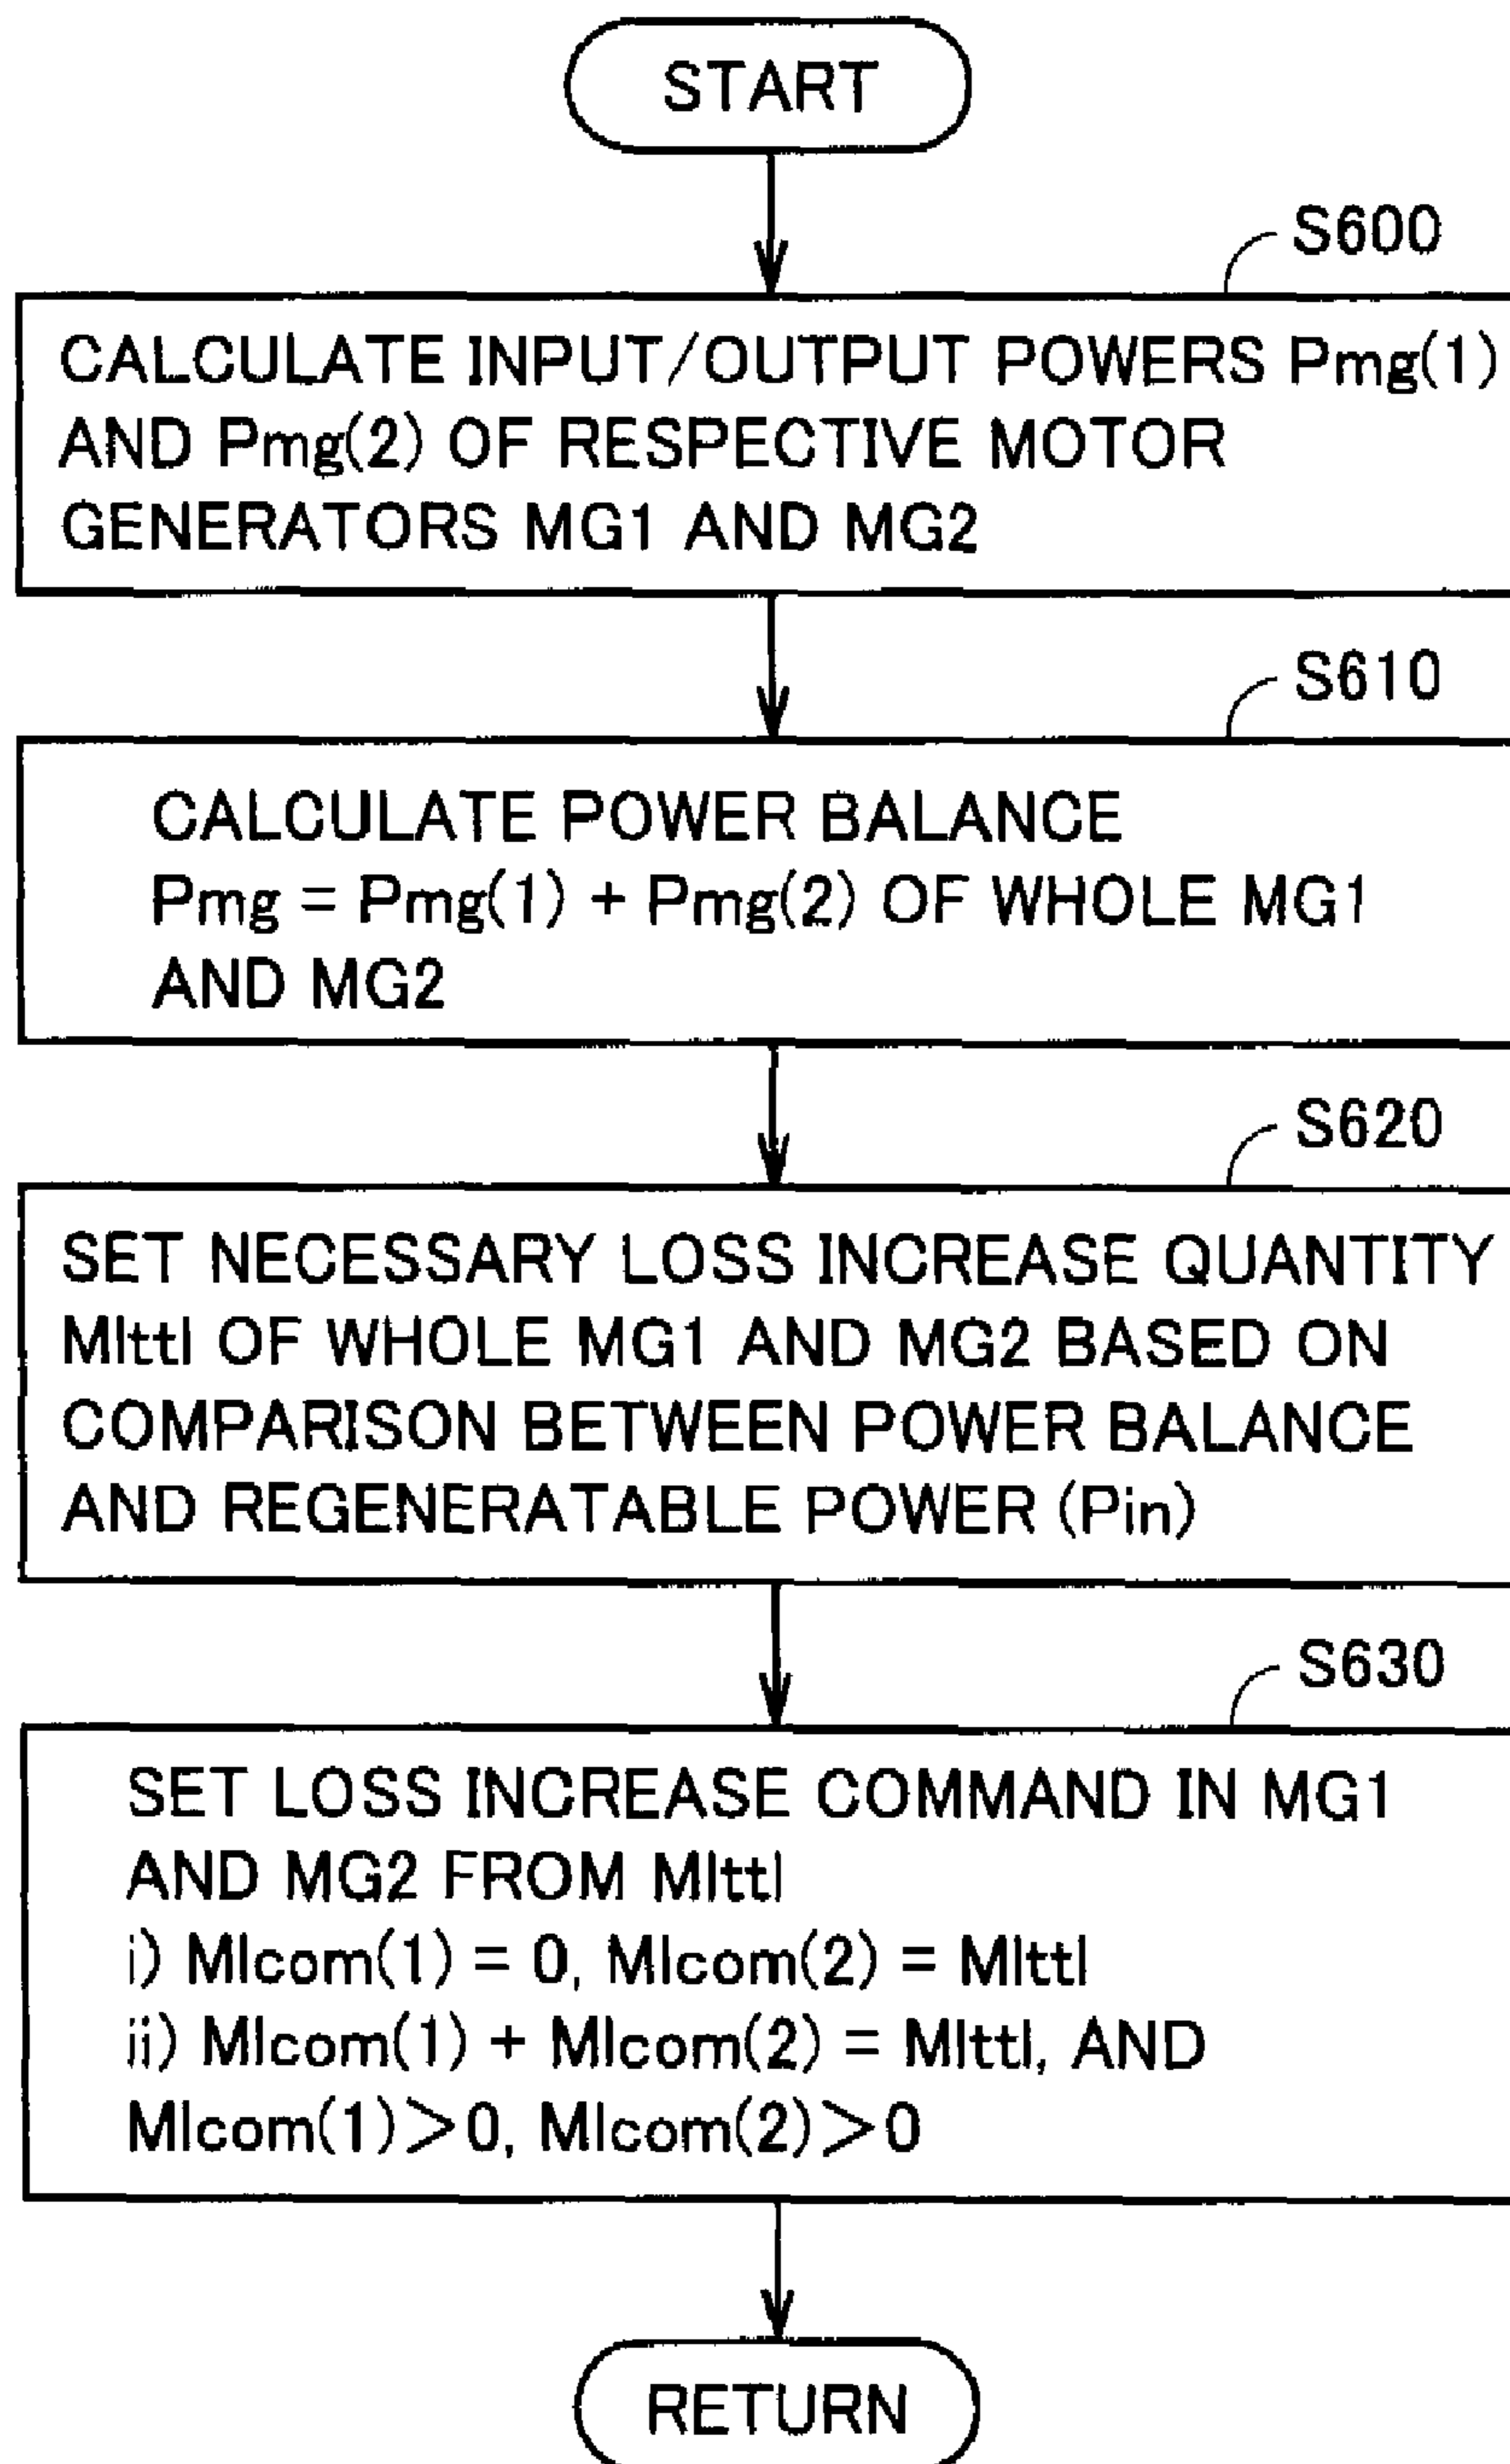 START
S600
CALCULATE INPUT/OUTPUT POWERS Pmg(1)
AND Pmg(2) OF RESPECTIVE MOTOR
GENERATORS MG1 AND MG2
S610
CALCULATE POWER BALANCE
Pmg = Pmg(1) + Pmg(2) OF WHOLE MG1
AND MG2
S620
SET NECESSARY LOSS INCREASE QUANTITY
Mlttl OF WHOLE MG1 AND MG2 BASED ON
COMPARISON BETWEEN POWER BALANCE
AND REGENERATABLE POWER (Pin)
S630
SET LOSS INCREASE COMMAND IN MG1
AND MG2 FROM Mlttl
i) Mlcom(1) = 0, Mlcom(2) = Mlttl
ii) Mlcom(1) + Mlcom(2) = Mlttl, AND
Mlcom(1)>0, Mlcom(2)>0
RETURN